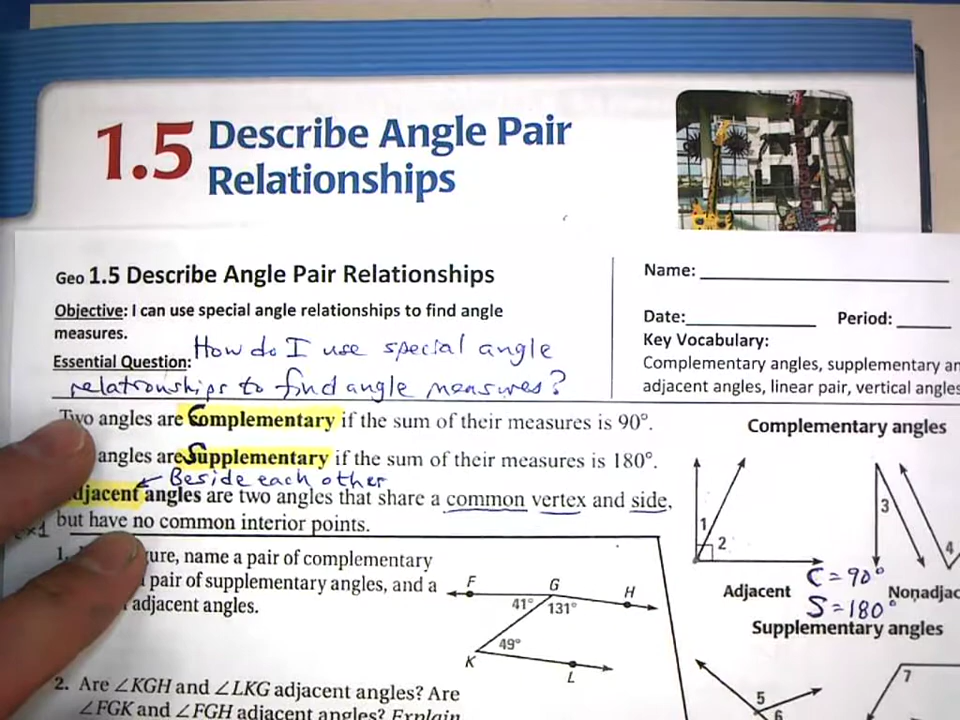 1.5 Describe Angle Pair
Relationships
Geo 1.5 Describe Angle Pair Relationships
Objective: I can use special angle relationships to find angle
measures.
Essential Question: How do I use special angle
relationships to find angle measures?
Name:
Date: Period:
Key Vocabulary:
Complementary angles, supplementary an
adjacent angles, linear pair, vertical angles
Two angles are Complementary if the sum of their measures is 90°.
angles are Supplementary if the sum of their measures is 180°.
Beside each other
djacent angles are two angles that share a common vertex and side,
but have no common interior points.
Complementary angles
1
2
3
4
Adjacent
Nonadjac
C = 90°
S = 180°
Supplementary angles
5
6
7
1. ure, name a pair of complementary
pair of supplementary angles, and a
adjacent angles.
F
G
H
41°
131°
49°
K
L
2. Are ∠KGH and ∠LKG adjacent angles? Are
∠FGK and ∠FGH adjacent angles? Explain